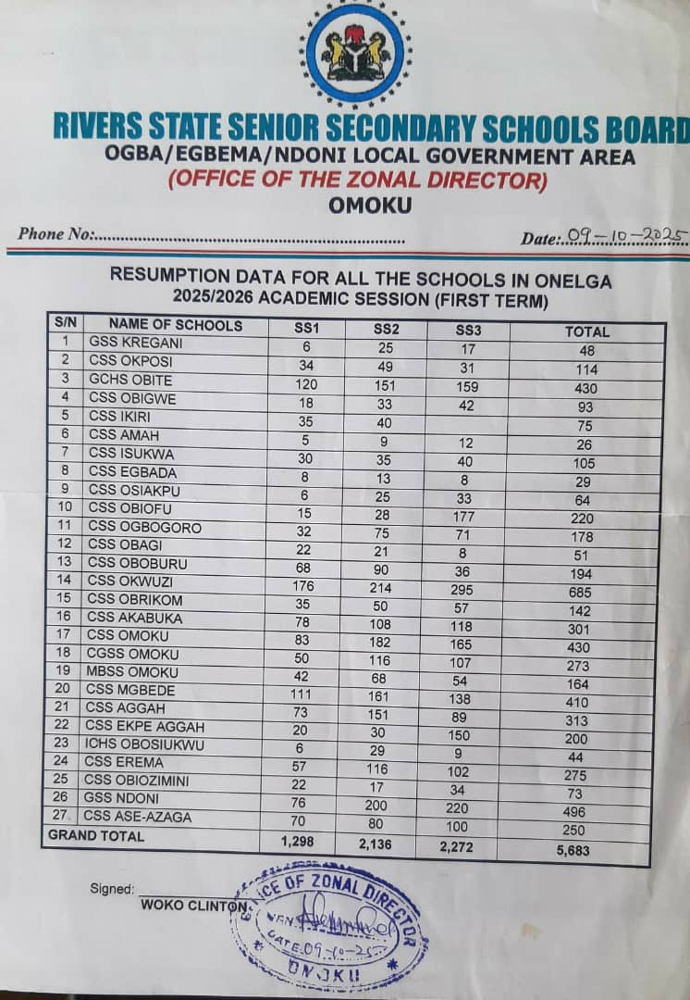 RIVERS STATE SENIOR SECONDARY SCHOOLS BOARD
OGBA/EGBEMA/NDONI LOCAL GOVERNMENT AREA
(OFFICE OF THE ZONAL DIRECTOR)
OMOKU
Phone No:.......................................................................... Date:..09-10-2025..
RESUMPTION DATA FOR ALL THE SCHOOLS IN ONELGA
2025/2026 ACADEMIC SESSION (FIRST TERM)
S/N NAME OF SCHOOLS SS1 SS2 SS3 TOTAL
1 GSS KREGANI 6 25 17 48
2 CSS OKPOSI 34 49 31 114
3 GCHS OBITE 120 151 159 430
4 CSS OBIGWE 18 33 42 93
5 CSS IKIRI 35 40 75
6 CSS AMAH 5 9 12 26
7 CSS ISUKWA 30 35 40 105
8 CSS EGBADA 8 13 8 29
9 CSS OSIAKPU 6 25 33 64
10 CSS OBIOFU 15 28 177 220
11 CSS OGBOGORO 32 75 71 178
12 CSS OBAGI 22 21 8 51
13 CSS OBOBURU 68 90 36 194
14 CSS OKWUZI 176 214 295 685
15 CSS OBRIKOM 35 50 57 142
16 CSS AKABUKA 78 108 118 301
17 CSS OMOKU 83 182 165 430
18 CGSS OMOKU 50 116 107 273
19 MBSS OMOKU 42 68 54 164
20 CSS MGBEDE 111 161 138 410
21 CSS AGGAH 73 151 89 313
22 CSS EKPE AGGAH 20 30 150 200
23 ICHS OBOSIUKWU 6 29 9 44
24 CSS EREMA 57 116 102 275
25 CSS OBIOZIMINI 22 17 34 73
26 GSS NDONI 76 200 220 496
27. CSS ASE-AZAGA 70 80 100 250
GRAND TOTAL 1,298 2,136 2,272 5,683
Signed:
WOKO CLINTON
OFFICE OF ZONAL DIRECTOR
DATE.09-10-25
OMOKU